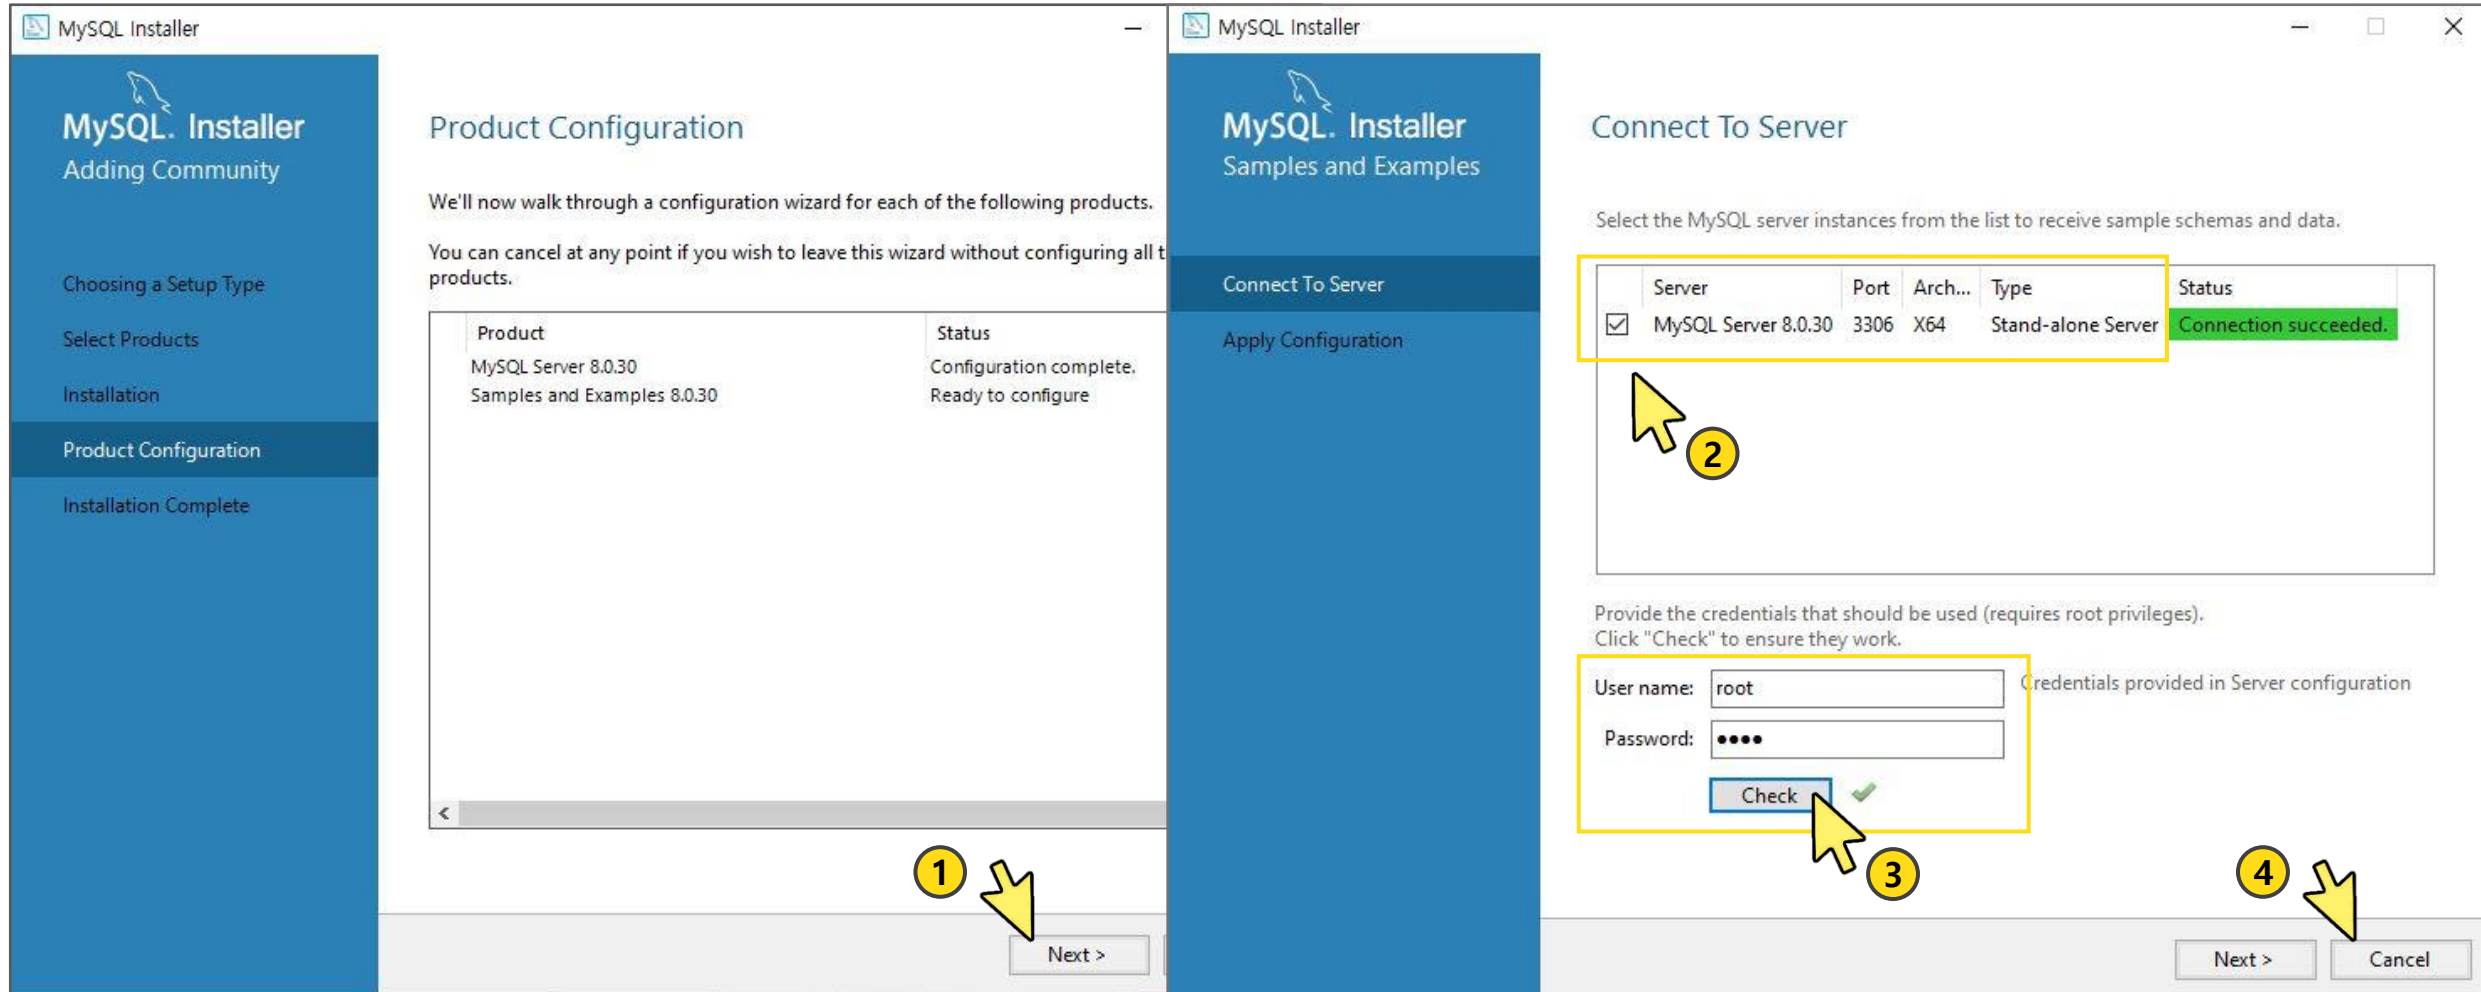 MySQL Installer
MySQL. Installer
Adding Community
Choosing a Setup Type
Select Products
Installation
Product Configuration
Installation Complete
Product Configuration
We'll now walk through a configuration wizard for each of the following products.
You can cancel at any point if you wish to leave this wizard without configuring all t
products.
Product Status
MySQL Server 8.0.30 Configuration complete.
Samples and Examples 8.0.30 Ready to configure
1
Next >
MySQL Installer
MySQL. Installer
Samples and Examples
Connect To Server
Apply Configuration
Connect To Server
Select the MySQL server instances from the list to receive sample schemas and data.
Server Port Arch... Type Status
MySQL Server 8.0.30 3306 X64 Stand-alone Server Connection succeeded.
2
Provide the credentials that should be used (requires root privileges).
Click "Check" to ensure they work.
User name: root Credentials provided in Server configuration
Password: ●●●●
Check
3
4
Next > Cancel